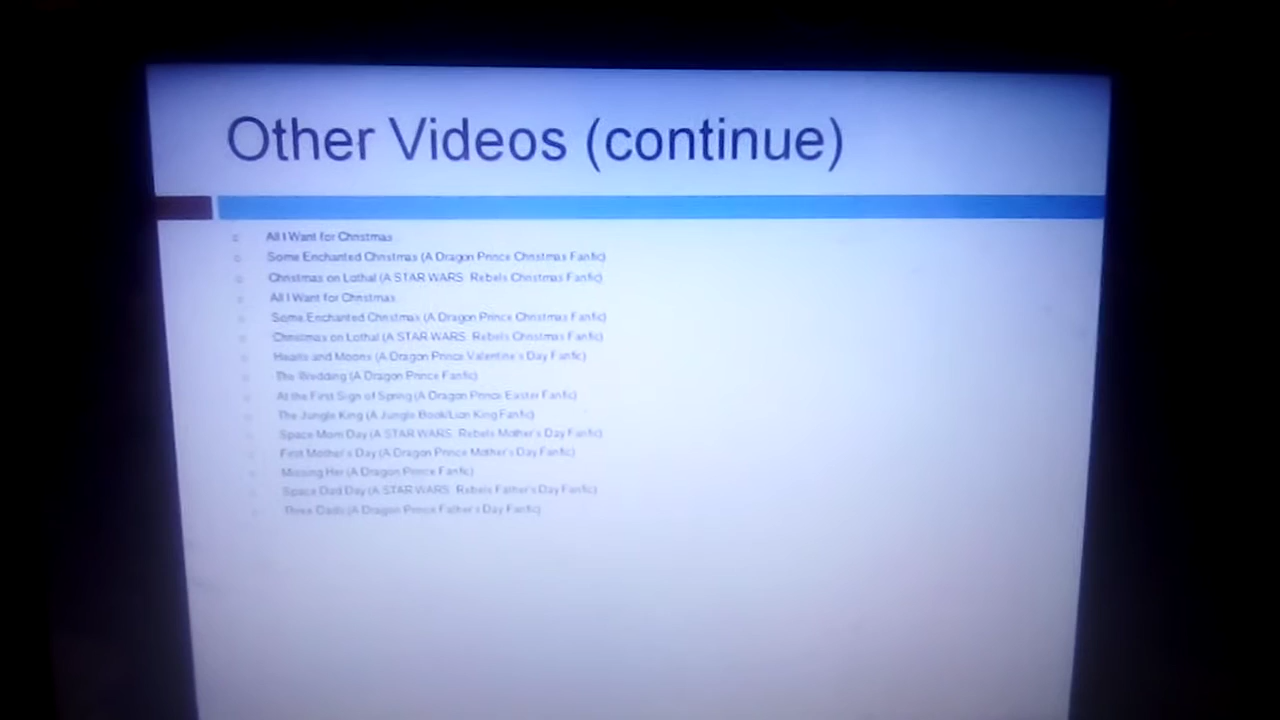 Other Videos (continue)
All I Want for Christmas
Some Enchanted Christmas (A Dragon Prince Christmas Fanfic)
Christmas on Lothal (A STAR WARS: Rebels Christmas Fanfic)
All I Want for Christmas
Some Enchanted Christmas (A Dragon Prince Christmas Fanfic)
Christmas on Lothal (A STAR WARS: Rebels Christmas Fanfic)
Hearts and Moons (A Dragon Prince Valentine's Day Fanfic)
The Wedding (A Dragon Prince Fanfic)
At the First Sign of Spring (A Dragon Prince Easter Fanfic)
The Jungle King (A Jungle Book/Lion King Fanfic)
Space Mom Day (A STAR WARS: Rebels Mother's Day Fanfic)
First Mother's Day (A Dragon Prince Mother's Day Fanfic)
Missing Her (A Dragon Prince Fanfic)
Space Dad Day (A STAR WARS: Rebels Father's Day Fanfic)
Three Dads (A Dragon Prince Father's Day Fanfic)